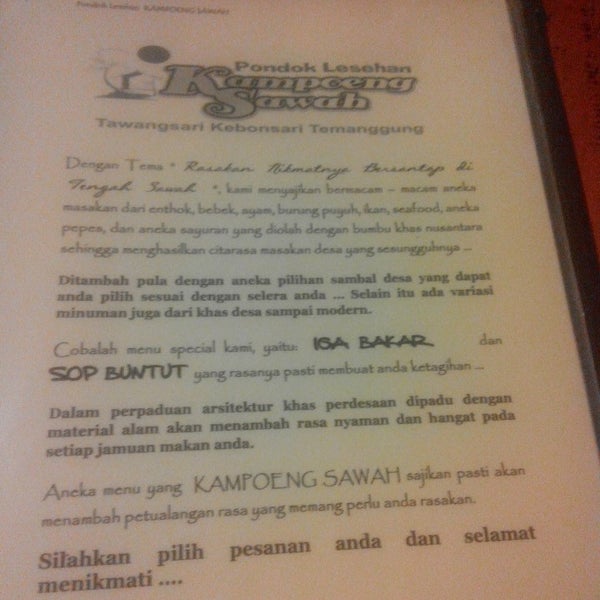 Pondok Lesehan KAMPOENG SAWAH
Pondok Lesehan
Kampoeng
Sawah
Tawangsari Kebonsari Temanggung
Dengan Tema " Rasakan Nikmatnya Bersantap di
Tengah Sawah ", kami menyajikan bermacam – macam aneka
masakan dari enthok, bebek, ayam, burung puyuh, ikan, seafood, aneka
pepes, dan aneka sayuran yang diolah dengan bumbu khas nusantara
sehingga menghasilkan citarasa masakan desa yang sesungguhnya ...
Ditambah pula dengan aneka pilihan sambal desa yang dapat
anda pilih sesuai dengan selera anda ... Selain itu ada variasi
minuman juga dari khas desa sampai modern.
Cobalah menu special kami, yaitu: IGA BAKAR dan
SOP BUNTUT yang rasanya pasti membuat anda ketagihan ...
Dalam perpaduan arsitektur khas perdesaan dipadu dengan
material alam akan menambah rasa nyaman dan hangat pada
setiap jamuan makan anda.
Aneka menu yang KAMPOENG SAWAH sajikan pasti akan
menambah petualangan rasa yang memang perlu anda rasakan.
Silahkan pilih pesanan anda dan selamat
menikmati ....